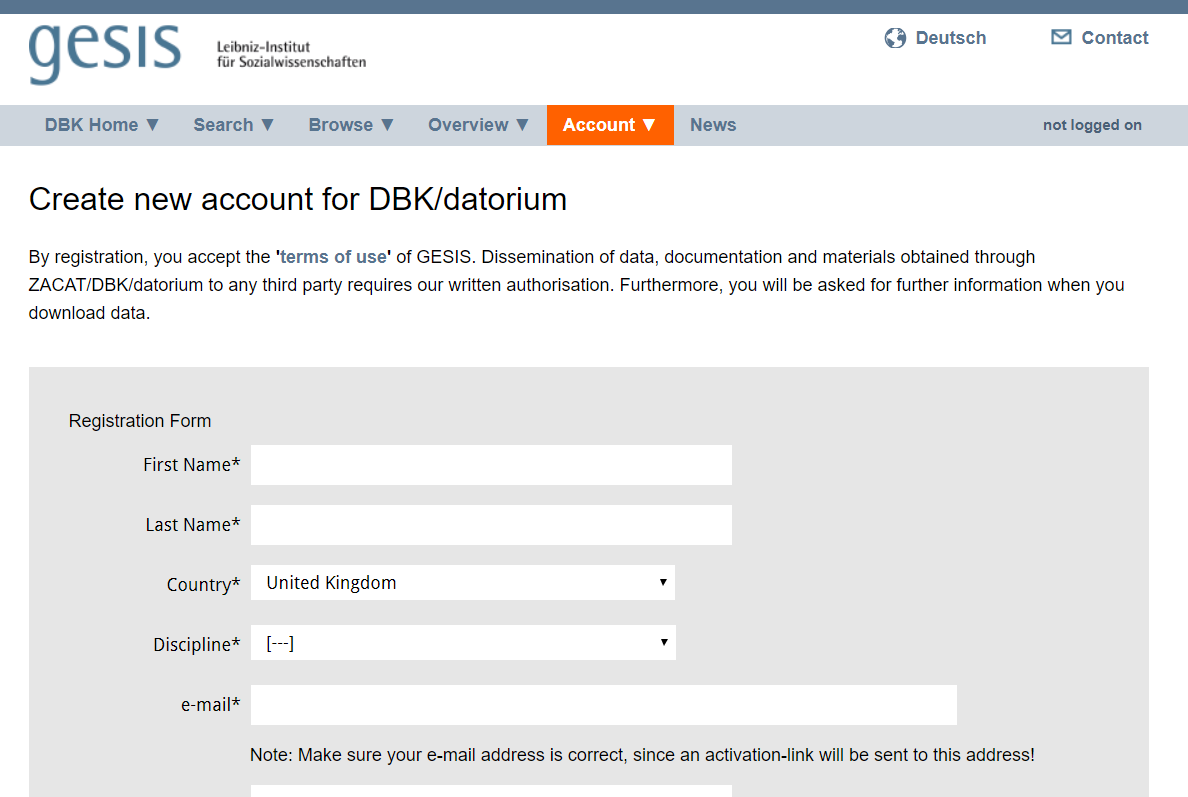 gesis
Leibniz-Institut
für Sozialwissenschaften
Deutsch
Contact
DBK Home ▼ Search ▼ Browse ▼ Overview ▼ Account ▼ News not logged on
Create new account for DBK/datorium
By registration, you accept the 'terms of use' of GESIS. Dissemination of data, documentation and materials obtained through
ZACAT/DBK/datorium to any third party requires our written authorisation. Furthermore, you will be asked for further information when you
download data.
Registration Form
First Name*
Last Name*
Country* United Kingdom ▼
Discipline* [---] ▼
e-mail*
Note: Make sure your e-mail address is correct, since an activation-link will be sent to this address!